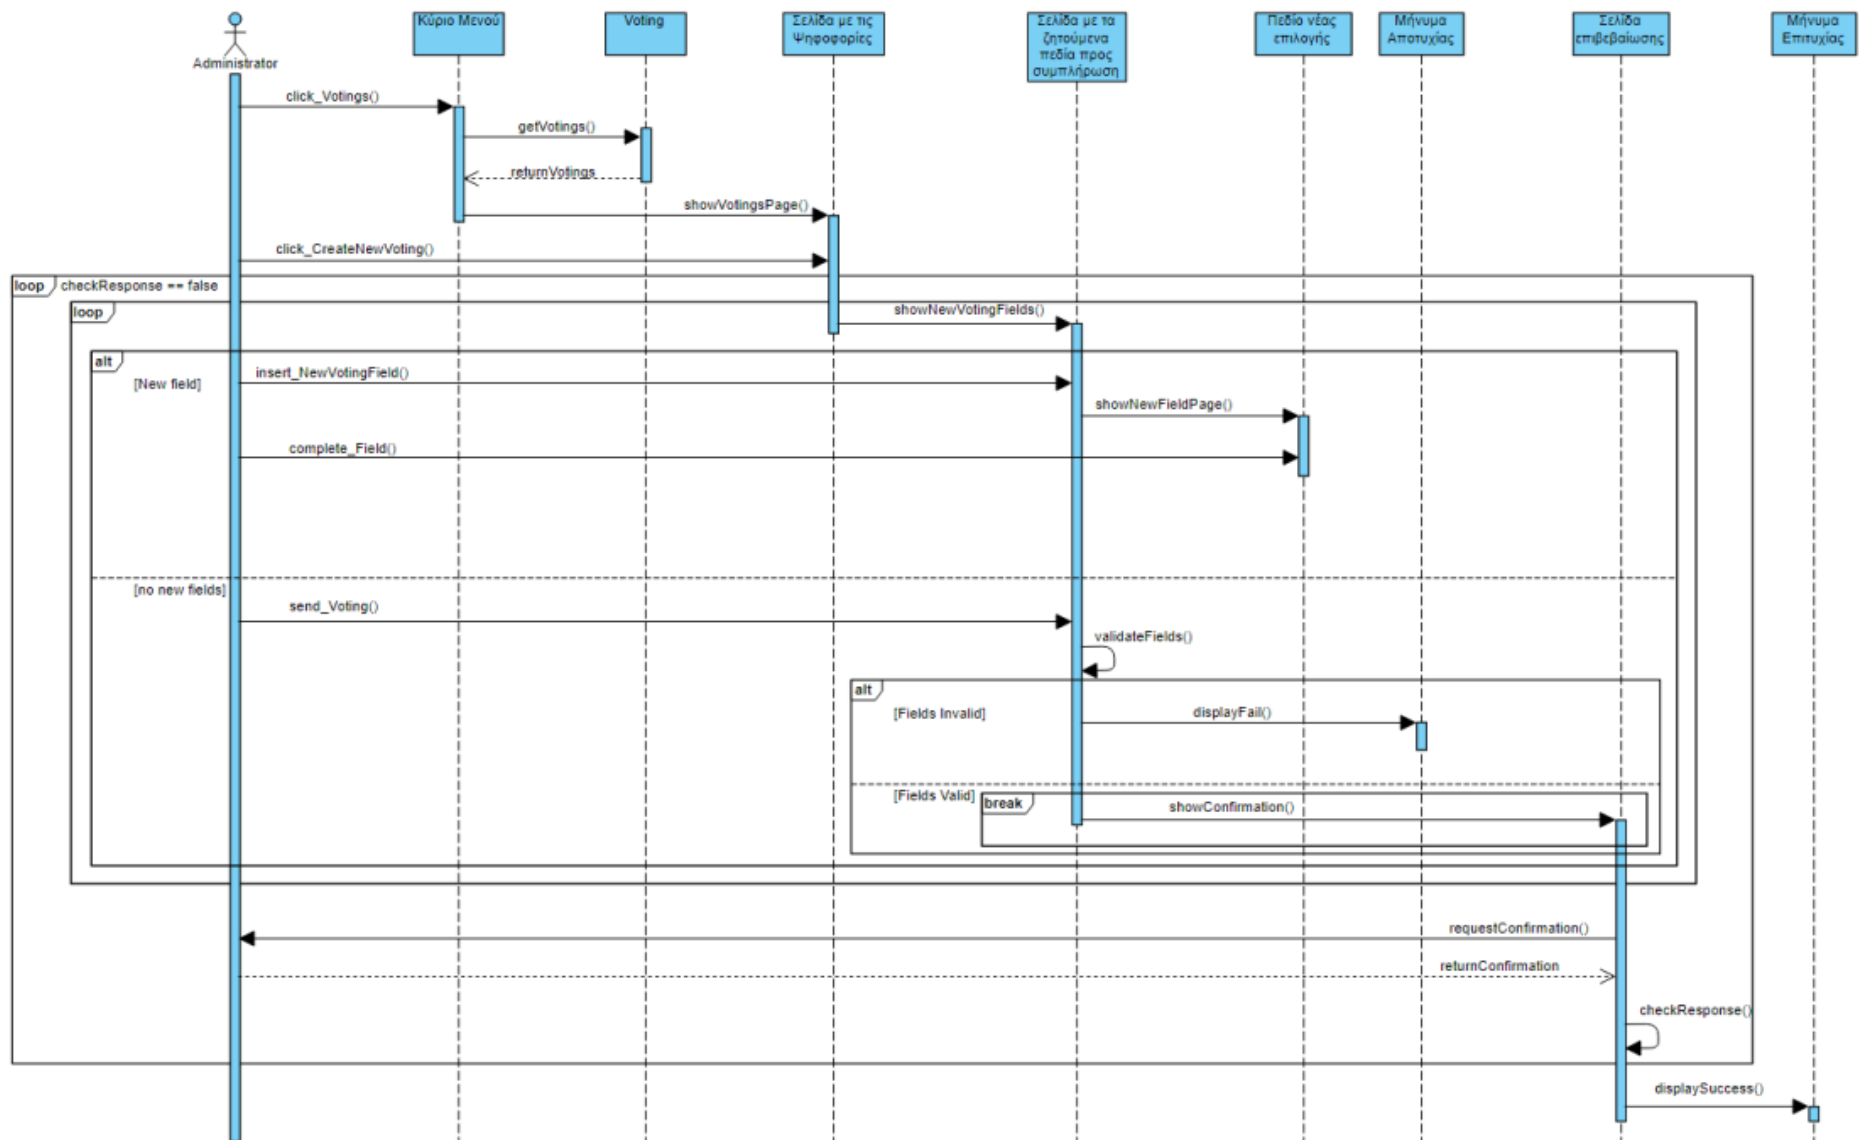 Administrator
Κύριο Μενού
Voting
Σελίδα με τις
Ψηφοφορίες
Σελίδα με τα
ζητούμενα
πεδία προς
συμπλήρωση
Πεδίο νέας
επιλογής
Μήνυμα
Αποτυχίας
Σελίδα
επιβεβαίωσης
Μήνυμα
Επιτυχίας
click_Votings()
getVotings()
returnVotings
showVotingsPage()
click_CreateNewVoting()
loop checkResponse == false
loop
showNewVotingFields()
alt
[New field]
insert_NewVotingField()
showNewFieldPage()
complete_Field()
[no new fields]
send_Voting()
validateFields()
alt
[Fields Invalid]
displayFail()
[Fields Valid]
break
showConfirmation()
requestConfirmation()
returnConfirmation
checkResponse()
displaySuccess()